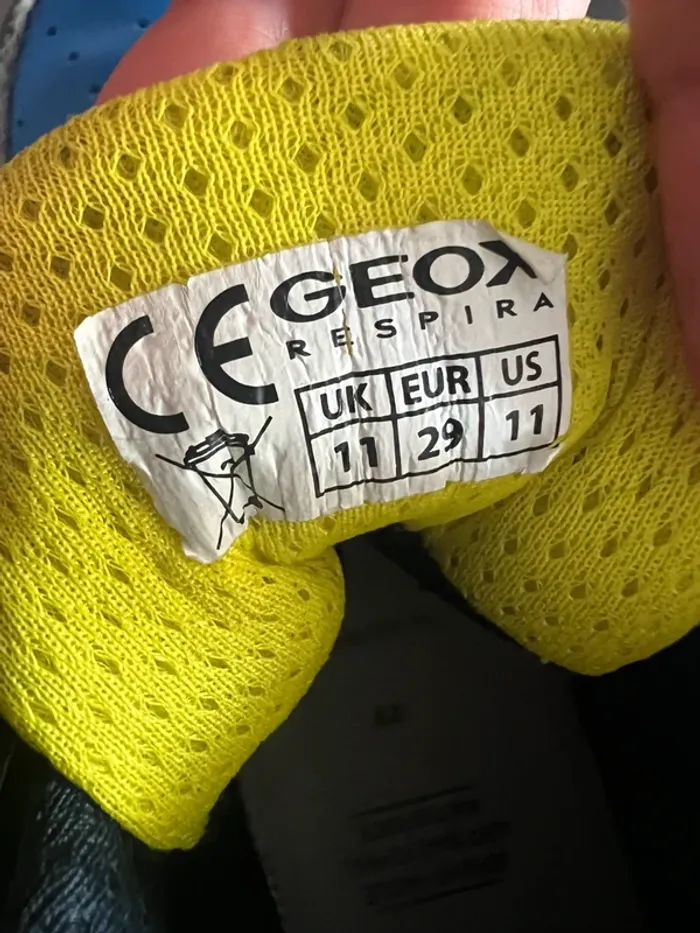 CE
GEOX
RESPIRA
UK EUR US
11 29 11